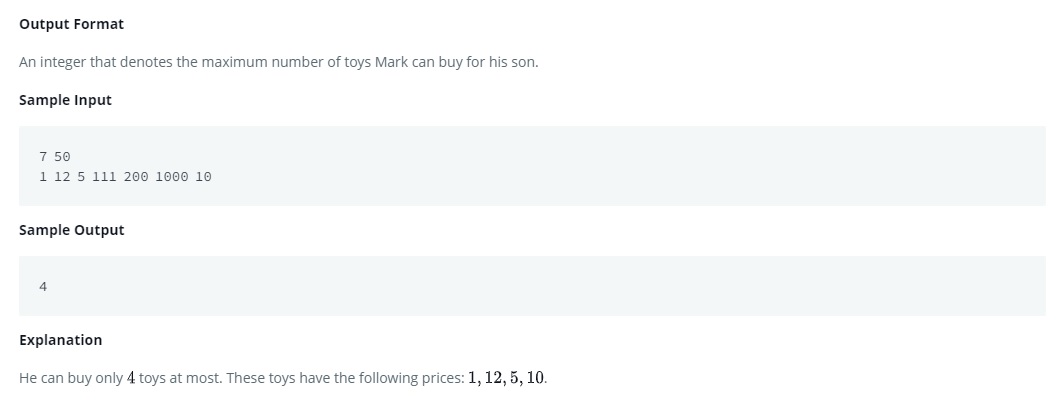 Output Format
An integer that denotes the maximum number of toys Mark can buy for his son.
Sample Input
7 50
1 12 5 111 200 1000 10
Sample Output
4
Explanation
He can buy only 4 toys at most. These toys have the following prices: 1, 12, 5, 10.